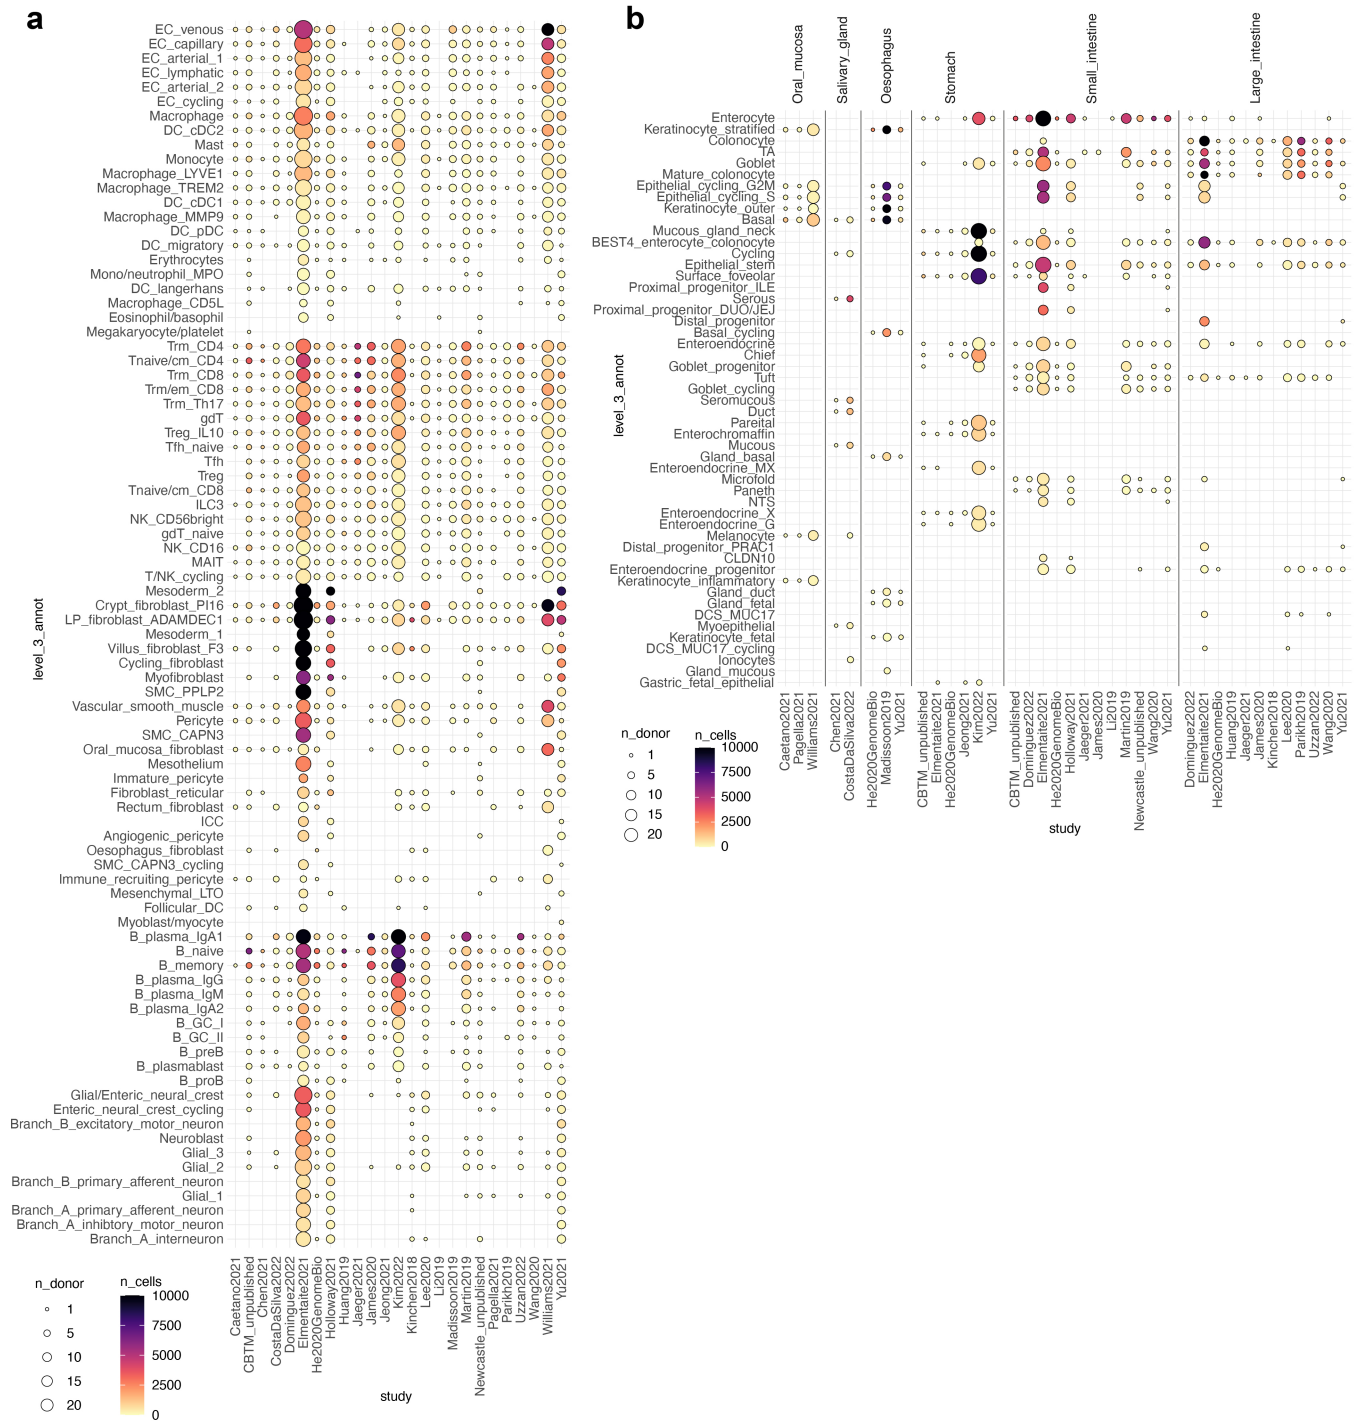 a
EC_venous
EC_capillary
EC_arterial_1
EC_lymphatic
EC_arterial_2
EC_cycling
Macrophage
DC_cDC2
Mast
Monocyte
Macrophage_LYVE1
Macrophage_TREM2
DC_cDC1
Macrophage_MMP9
DC_pDC
DC_migratory
Erythrocytes
Mono/neutrophil_MPO
DC_langerhans
Macrophage_CD5L
Eosinophil/basophil
Megakaryocyte/platelet
Trm_CD4
Tnaive/cm_CD4
Trm_CD8
Trm/em_CD8
Trm_Th17
gdT
Treg_IL10
Tfh_naive
Tfh
Treg
Tnaive/cm_CD8
ILC3
NK_CD56bright
gdT_naive
NK_CD16
MAIT
T/NK_cycling
Mesoderm_2
Crypt_fibroblast_PI16
LP_fibroblast_ADAMDEC1
Mesoderm_1
Villus_fibroblast_F3
Cycling_fibroblast
Myofibroblast
SMC_PPLP2
Vascular_smooth_muscle
Pericyte
SMC_CAPN3
Oral_mucosa_fibroblast
Mesothelium
Immature_pericyte
Fibroblast_reticular
Rectum_fibroblast
ICC
Angiogenic_pericyte
Oesophagus_fibroblast
SMC_CAPN3_cycling
Immune_recruiting_pericyte
Mesenchymal_LTO
Follicular_DC
Myoblast/myocyte
B_plasma_IgA1
B_naive
B_memory
B_plasma_IgG
B_plasma_IgM
B_plasma_IgA2
B_GC_I
B_GC_II
B_preB
B_plasmablast
B_proB
Glial/Enteric_neural_crest
Enteric_neural_crest_cycling
Branch_B_excitatory_motor_neuron
Neuroblast
Glial_3
Glial_2
Branch_B_primary_afferent_neuron
Glial_1
Branch_A_primary_afferent_neuron
Branch_A_inhibtory_motor_neuron
Branch_A_interneuron
level_3_annot
Caetano2021
CBTM_unpublished
Chen2021
CostaDaSilva2022
Dominguez2022
Elmentaite2021
He2020GenomeBio
Holloway2021
Huang2019
Jaeger2021
James2020
Jeong2021
Kim2022
Kinchen2018
Lee2020
Li2019
Madissoon2019
Martin2019
Newcastle_unpublished
Pagella2021
Parikh2019
Uzzan2022
Wang2020
Williams2021
Yu2021
study
n_donor
1
5
10
15
20
n_cells
10000
7500
5000
2500
0
b
Oral_mucosa
Salivary_gland
Oesophagus
Stomach
Small_intestine
Large_intestine
Enterocyte
Keratinocyte_stratified
Colonocyte
TA
Goblet
Mature_colonocyte
Epithelial_cycling_G2M
Epithelial_cycling_S
Keratinocyte_outer
Basal
Mucous_gland_neck
BEST4_enterocyte_colonocyte
Cycling
Epithelial_stem
Surface_foveolar
Proximal_progenitor_ILE
Serous
Proximal_progenitor_DUO/JEJ
Distal_progenitor
Basal_cycling
Enteroendocrine
Chief
Goblet_progenitor
Tuft
Goblet_cycling
Seromucous
Duct
Pareital
Enterochromaffin
Mucous
Gland_basal
Enteroendocrine_MX
Microfold
Paneth
NTS
Enteroendocrine_X
Enteroendocrine_G
Melanocyte
Distal_progenitor_PRAC1
CLDN10
Enteroendocrine_progenitor
Keratinocyte_inflammatory
Gland_duct
Gland_fetal
DCS_MUC17
Myoepithelial
Keratinocyte_fetal
DCS_MUC17_cycling
Ionocytes
Gland_mucous
Gastric_fetal_epithelial
level_3_annot
Caetano2021
Pagella2021
Williams2021
Chen2021
CostaDaSilva2022
He2020GenomeBio
Madissoon2019
Yu2021
CBTM_unpublished
Elmentaite2021
He2020GenomeBio
Jeong2021
Kim2022
Yu2021
CBTM_unpublished
Dominguez2022
Elmentaite2021
He2020GenomeBio
Holloway2021
Jaeger2021
James2020
Li2019
Martin2019
Newcastle_unpublished
Wang2020
Yu2021
Dominguez2022
Elmentaite2021
He2020GenomeBio
Huang2019
Jaeger2021
James2020
Kinchen2018
Lee2020
Parikh2019
Uzzan2022
Wang2020
Yu2021
study
n_donor
1
5
10
15
20
n_cells
10000
7500
5000
2500
0